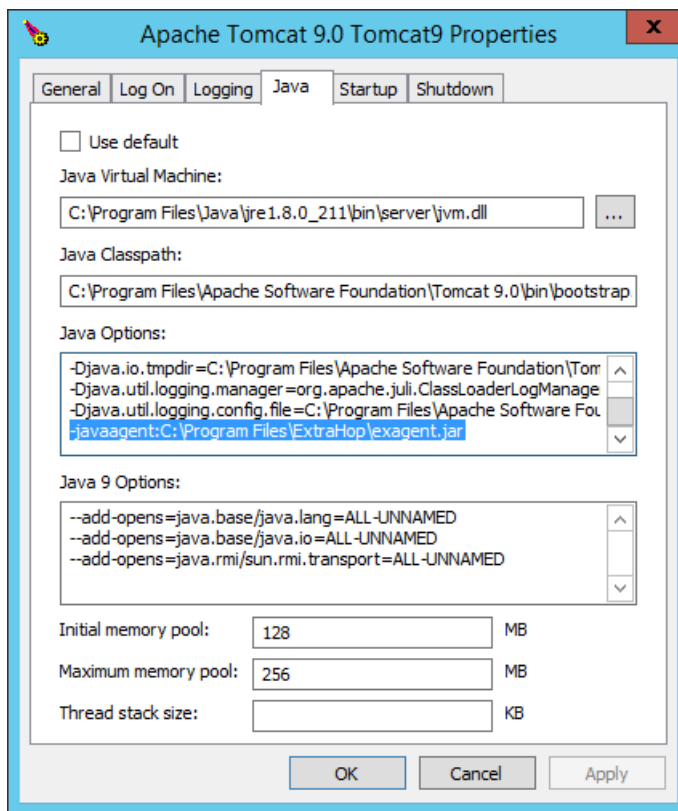 Apache Tomcat 9.0 Tomcat9 Properties
x
General Log On Logging Java Startup Shutdown
Use default
Java Virtual Machine:
C:\Program Files\Java\jre1.8.0_211\bin\server\jvm.dll ...
Java Classpath:
C:\Program Files\Apache Software Foundation\Tomcat 9.0\bin\bootstrap
Java Options:
-Djava.io.tmpdir=C:\Program Files\Apache Software Foundation\Tom
-Djava.util.logging.manager=org.apache.juli.ClassLoaderLogManage
-Djava.util.logging.config.file=C:\Program Files\Apache Software Fou
-javaagent:C:\Program Files\ExtraHop\exagent.jar
Java 9 Options:
--add-opens=java.base/java.lang=ALL-UNNAMED
--add-opens=java.base/java.io=ALL-UNNAMED
--add-opens=java.rmi/sun.rmi.transport=ALL-UNNAMED
Initial memory pool: 128 MB
Maximum memory pool: 256 MB
Thread stack size: KB
OK Cancel Apply